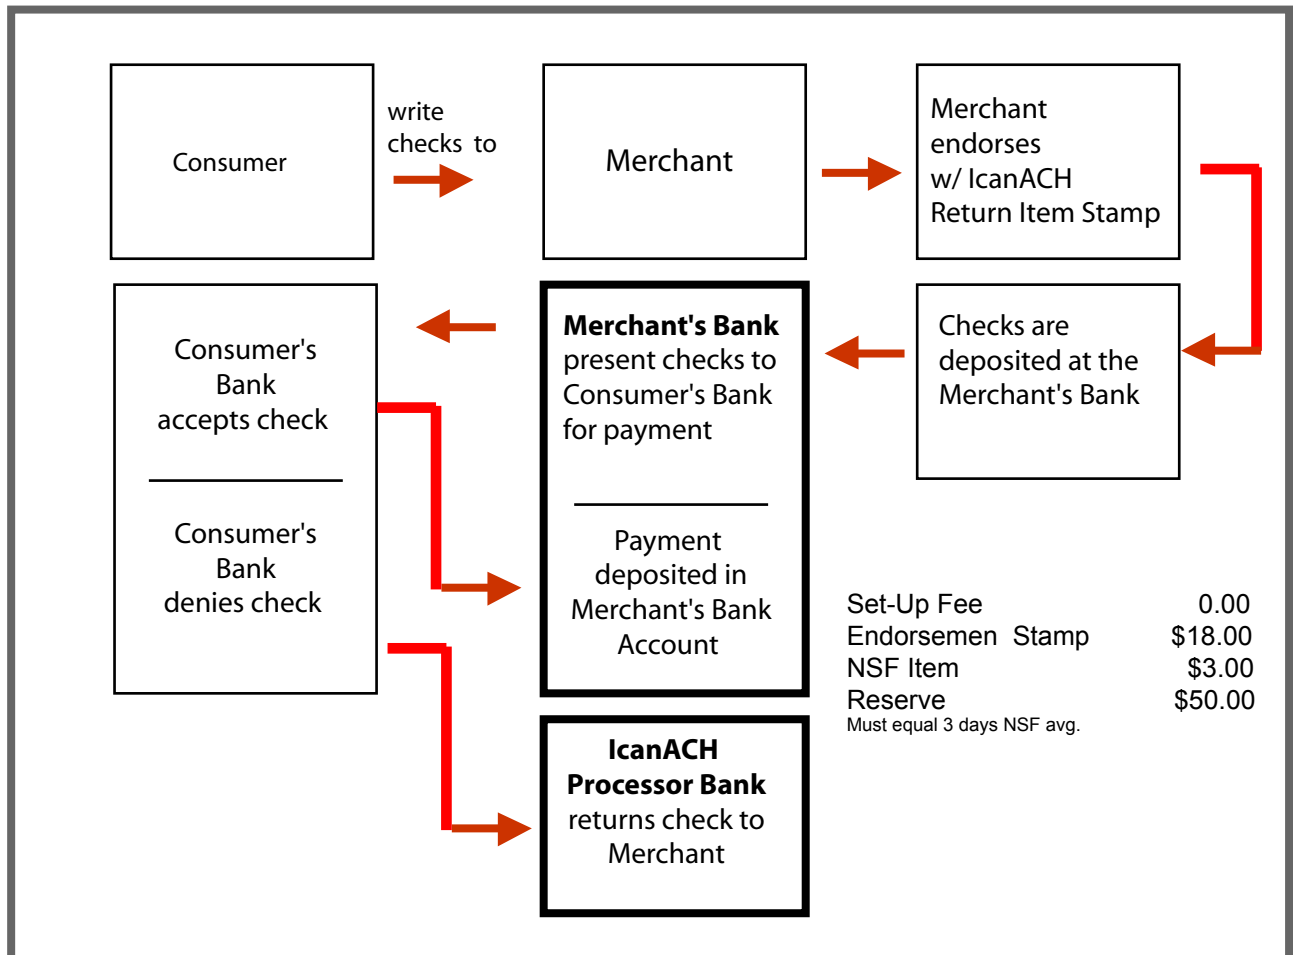 Consumer
write
checks to
Merchant
Merchant
endorses
w/ IcanACH
Return Item Stamp
Consumer's
Bank
accepts check
Consumer's
Bank
denies check
Merchant's Bank
present checks to
Consumer's Bank
for payment
Payment
deposited in
Merchant's Bank
Account
Checks are
deposited at the
Merchant's Bank
IcanACH
Processor Bank
returns check to
Merchant
Set-Up Fee 0.00
Endorsemen Stamp $18.00
NSF Item $3.00
Reserve $50.00
Must equal 3 days NSF avg.